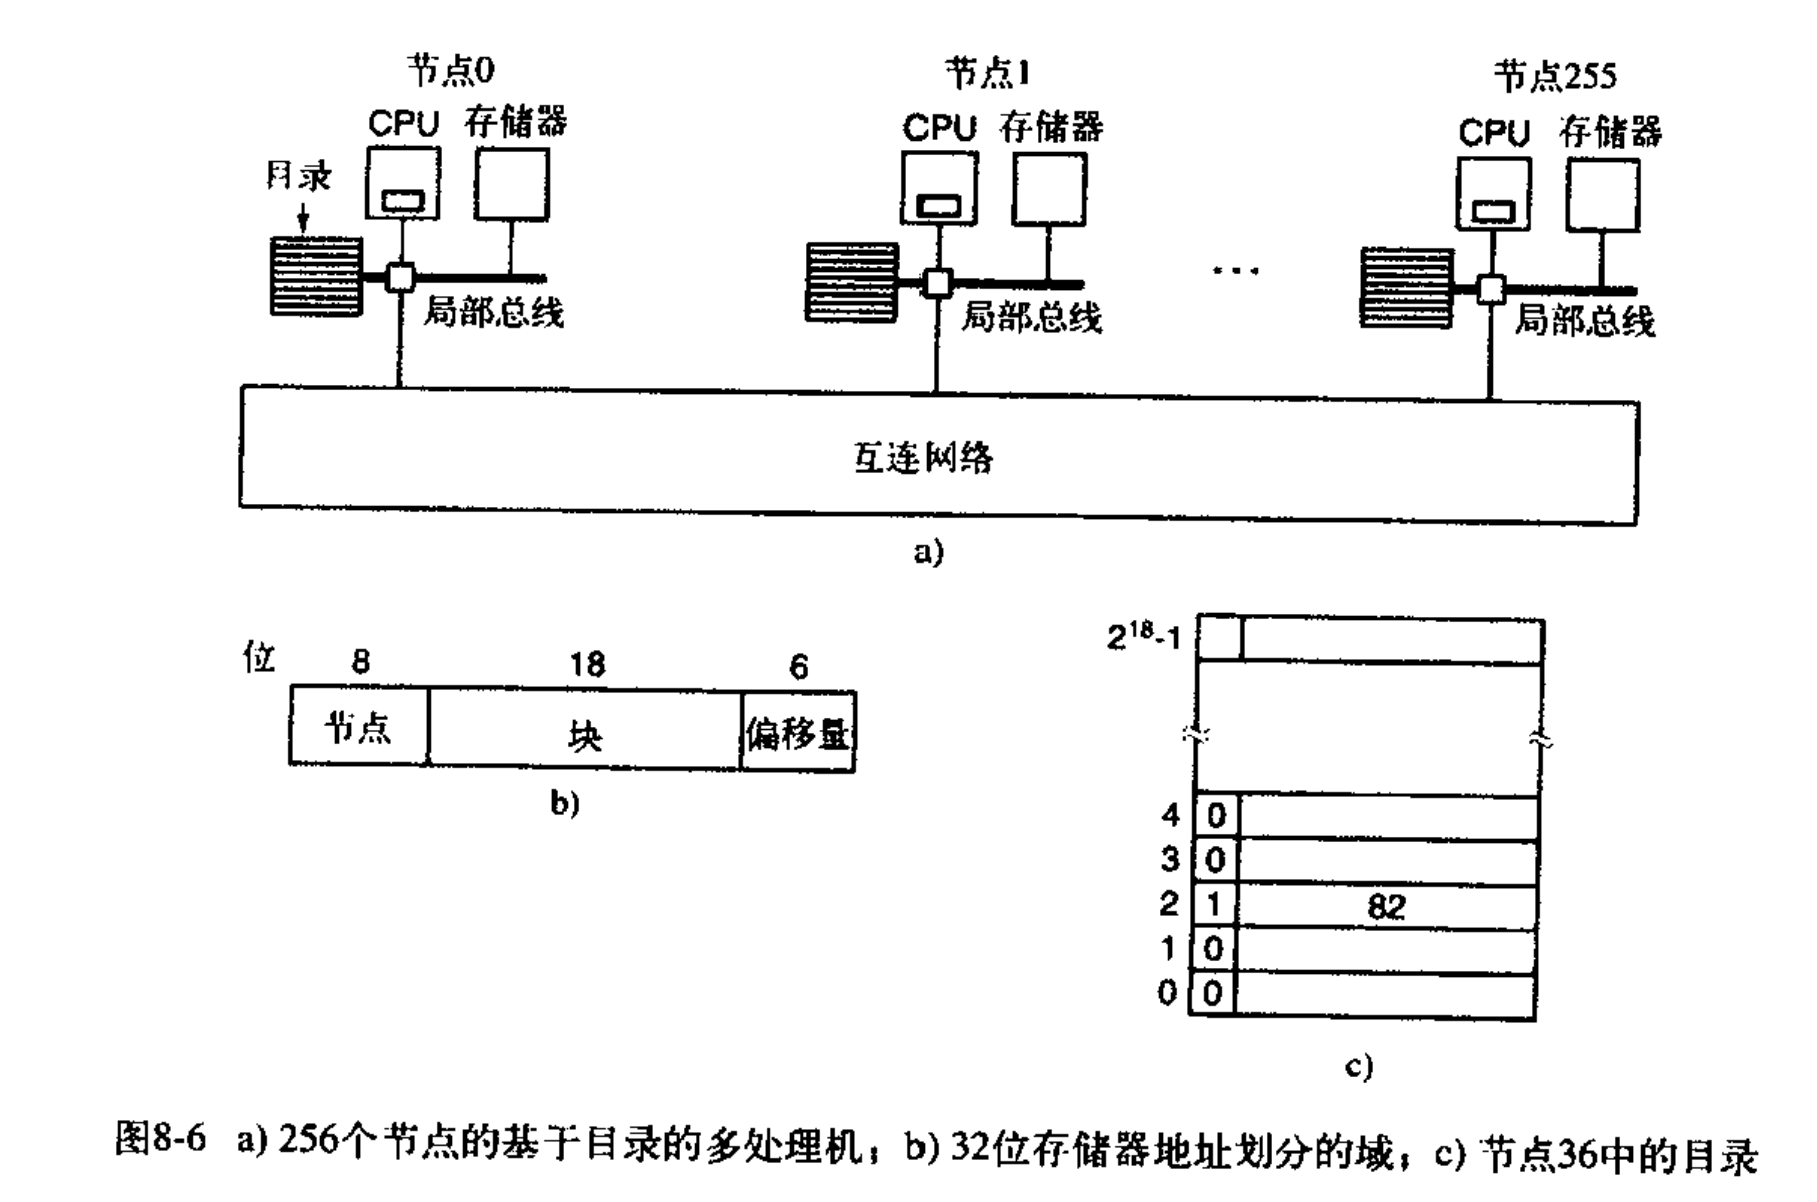 节点0 节点1 节点255
CPU 存储器 CPU 存储器 CPU 存储器
目录
局部总线 局部总线 局部总线
...
互连网络
a)
位 8 18 6
节点 块 偏移量
b)
2¹⁸-1
4 0
3 0
2 1 82
1 0
0 0
c)
图8-6 a) 256个节点的基于目录的多处理机；b) 32位存储器地址划分的域；c) 节点36中的目录